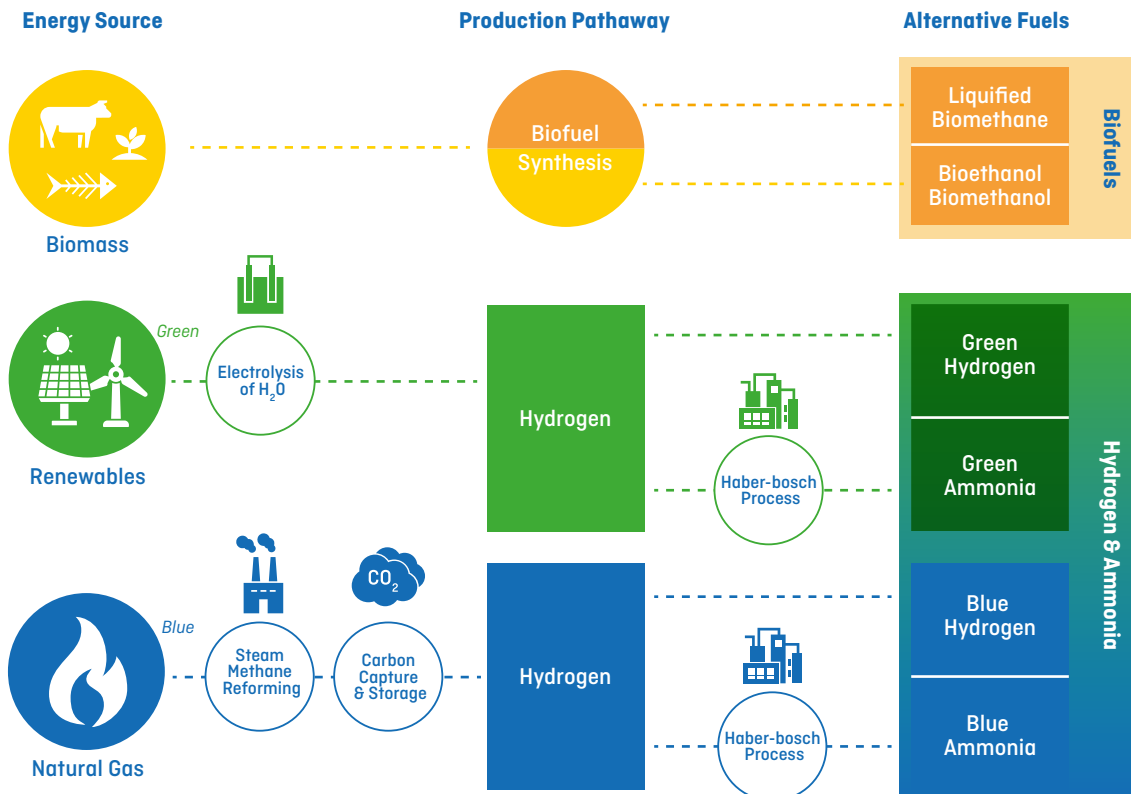 Energy Source
Production Pathway
Alternative Fuels
Biofuel
Synthesis
Liquified
Biomethane
Bioethanol
Biomethanol
Biofuels
Biomass
Green
Electrolysis
of H₂O
Renewables
Hydrogen
Haber-bosch
Process
Green
Hydrogen
Green
Ammonia
Hydrogen & Ammonia
Blue
CO₂
Steam
Methane
Reforming
Carbon
Capture
& Storage
Natural Gas
Hydrogen
Haber-bosch
Process
Blue
Hydrogen
Blue
Ammonia